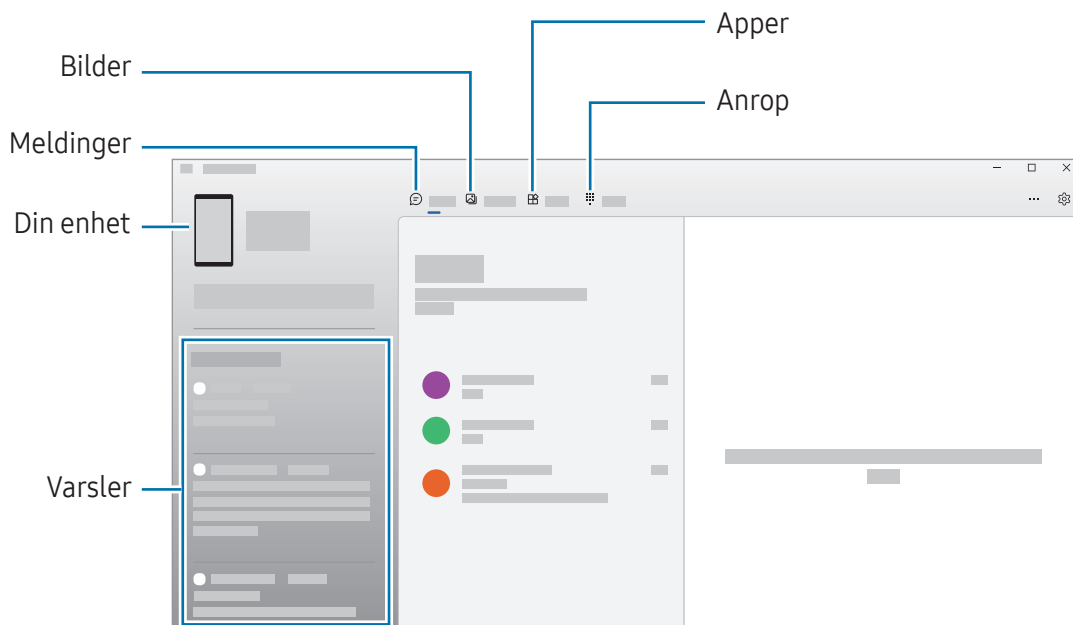 Apper
Bilder
Anrop
Meldinger
Din enhet
Varsler